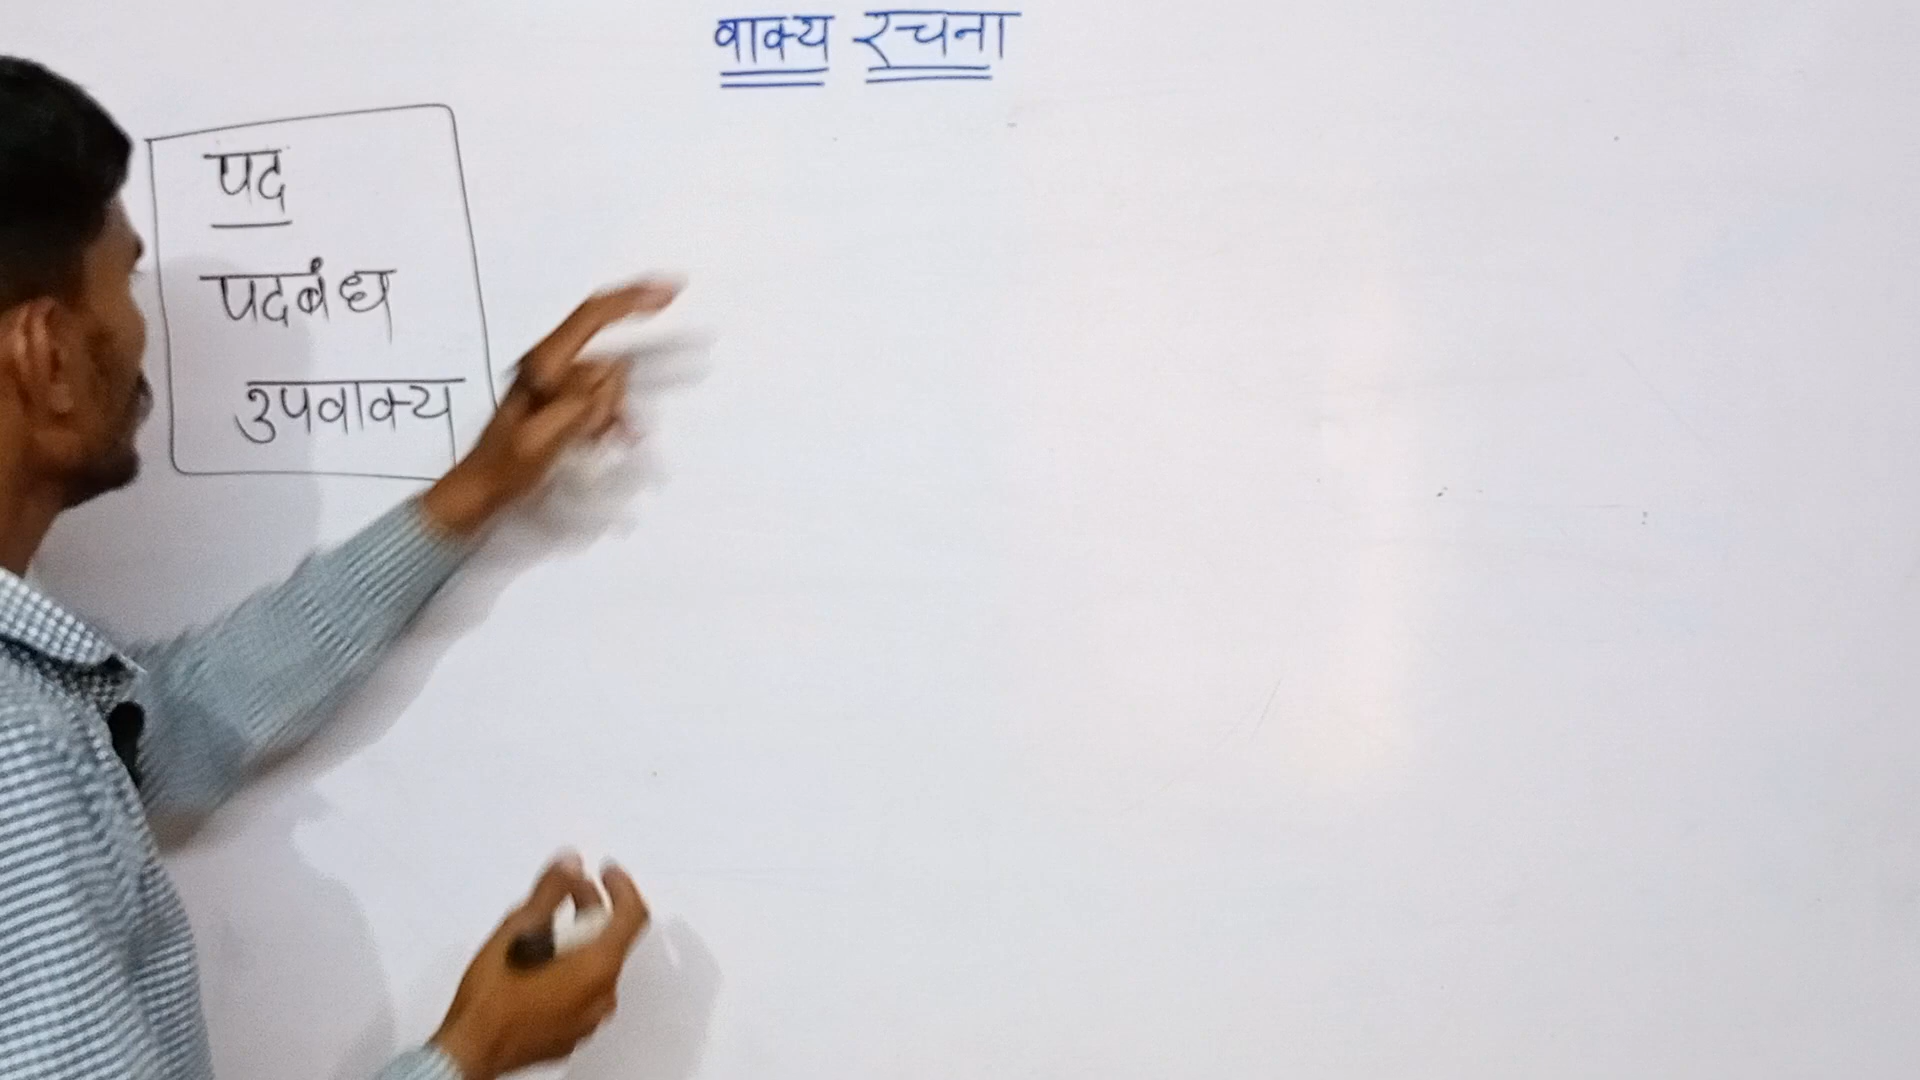 वाक्य रचना
पद
पदबंध
उपवाक्य